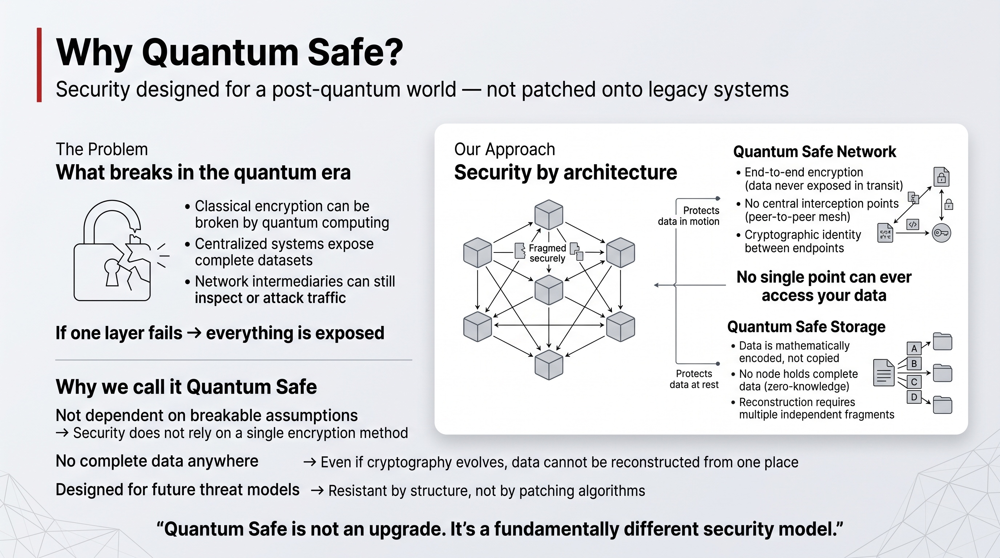 Why Quantum Safe?
Security designed for a post-quantum world — not patched onto legacy systems
The Problem
What breaks in the quantum era
• Classical encryption can be
broken by quantum computing
• Centralized systems expose
complete datasets
• Network intermediaries can still
inspect or attack traffic
If one layer fails → everything is exposed
Our Approach
Security by architecture
Fragmed
securely
Protects
data in motion
Protects
data at rest
Quantum Safe Network
• End-to-end encryption
(data never exposed in transit)
• No central interception points
(peer-to-peer mesh)
• Cryptographic identity
between endpoints
</>
No single point can ever
access your data
Quantum Safe Storage
• Data is mathematically
encoded, not copied
• No node holds complete
data (zero-knowledge)
• Reconstruction requires
multiple independent fragments
A
B
C
D
Why we call it Quantum Safe
Not dependent on breakable assumptions
→ Security does not rely on a single encryption method
No complete data anywhere → Even if cryptography evolves, data cannot be reconstructed from one place
Designed for future threat models → Resistant by structure, not by patching algorithms
“Quantum Safe is not an upgrade. It’s a fundamentally different security model.”